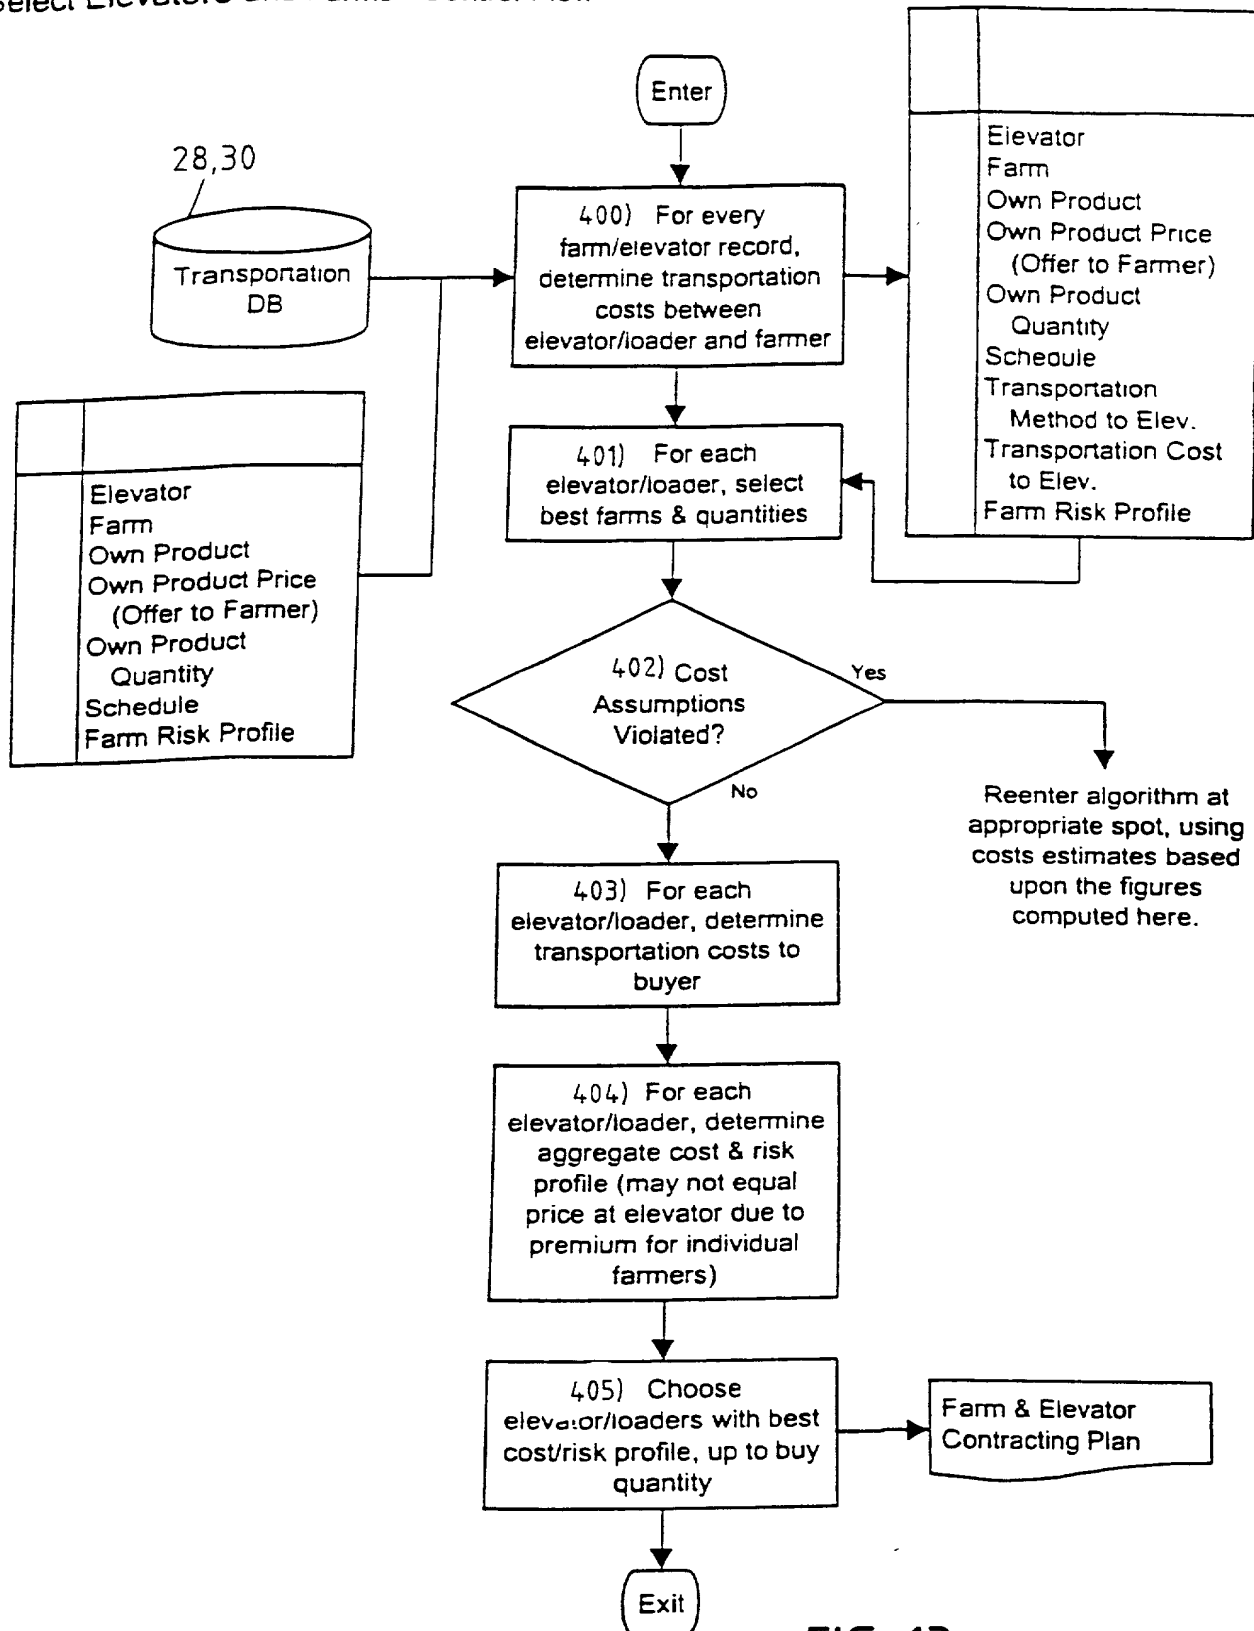 Select Elevators and Farms
Enter
28,30
Transportation
DB
400) For every
farm/elevator record,
determine transportation
costs between
elevator/loader and farmer
Elevator
Farm
Own Product
Own Product Price
(Offer to Farmer)
Own Product
Quantity
Schedule
Transportation
Method to Elev.
Transportation Cost
to Elev.
Farm Risk Profile
Elevator
Farm
Own Product
Own Product Price
(Offer to Farmer)
Own Product
Quantity
Schedule
Farm Risk Profile
401) For each
elevator/loader, select
best farms & quantities
402) Cost
Assumptions
Violated?
Yes
No
Reenter algorithm at
appropriate spot, using
costs estimates based
upon the figures
computed here.
403) For each
elevator/loader, determine
transportation costs to
buyer
404) For each
elevator/loader, determine
aggregate cost & risk
profile (may not equal
price at elevator due to
premium for individual
farmers)
405) Choose
elevator/loaders with best
cost/risk profile, up to buy
quantity
Farm & Elevator
Contracting Plan
Exit